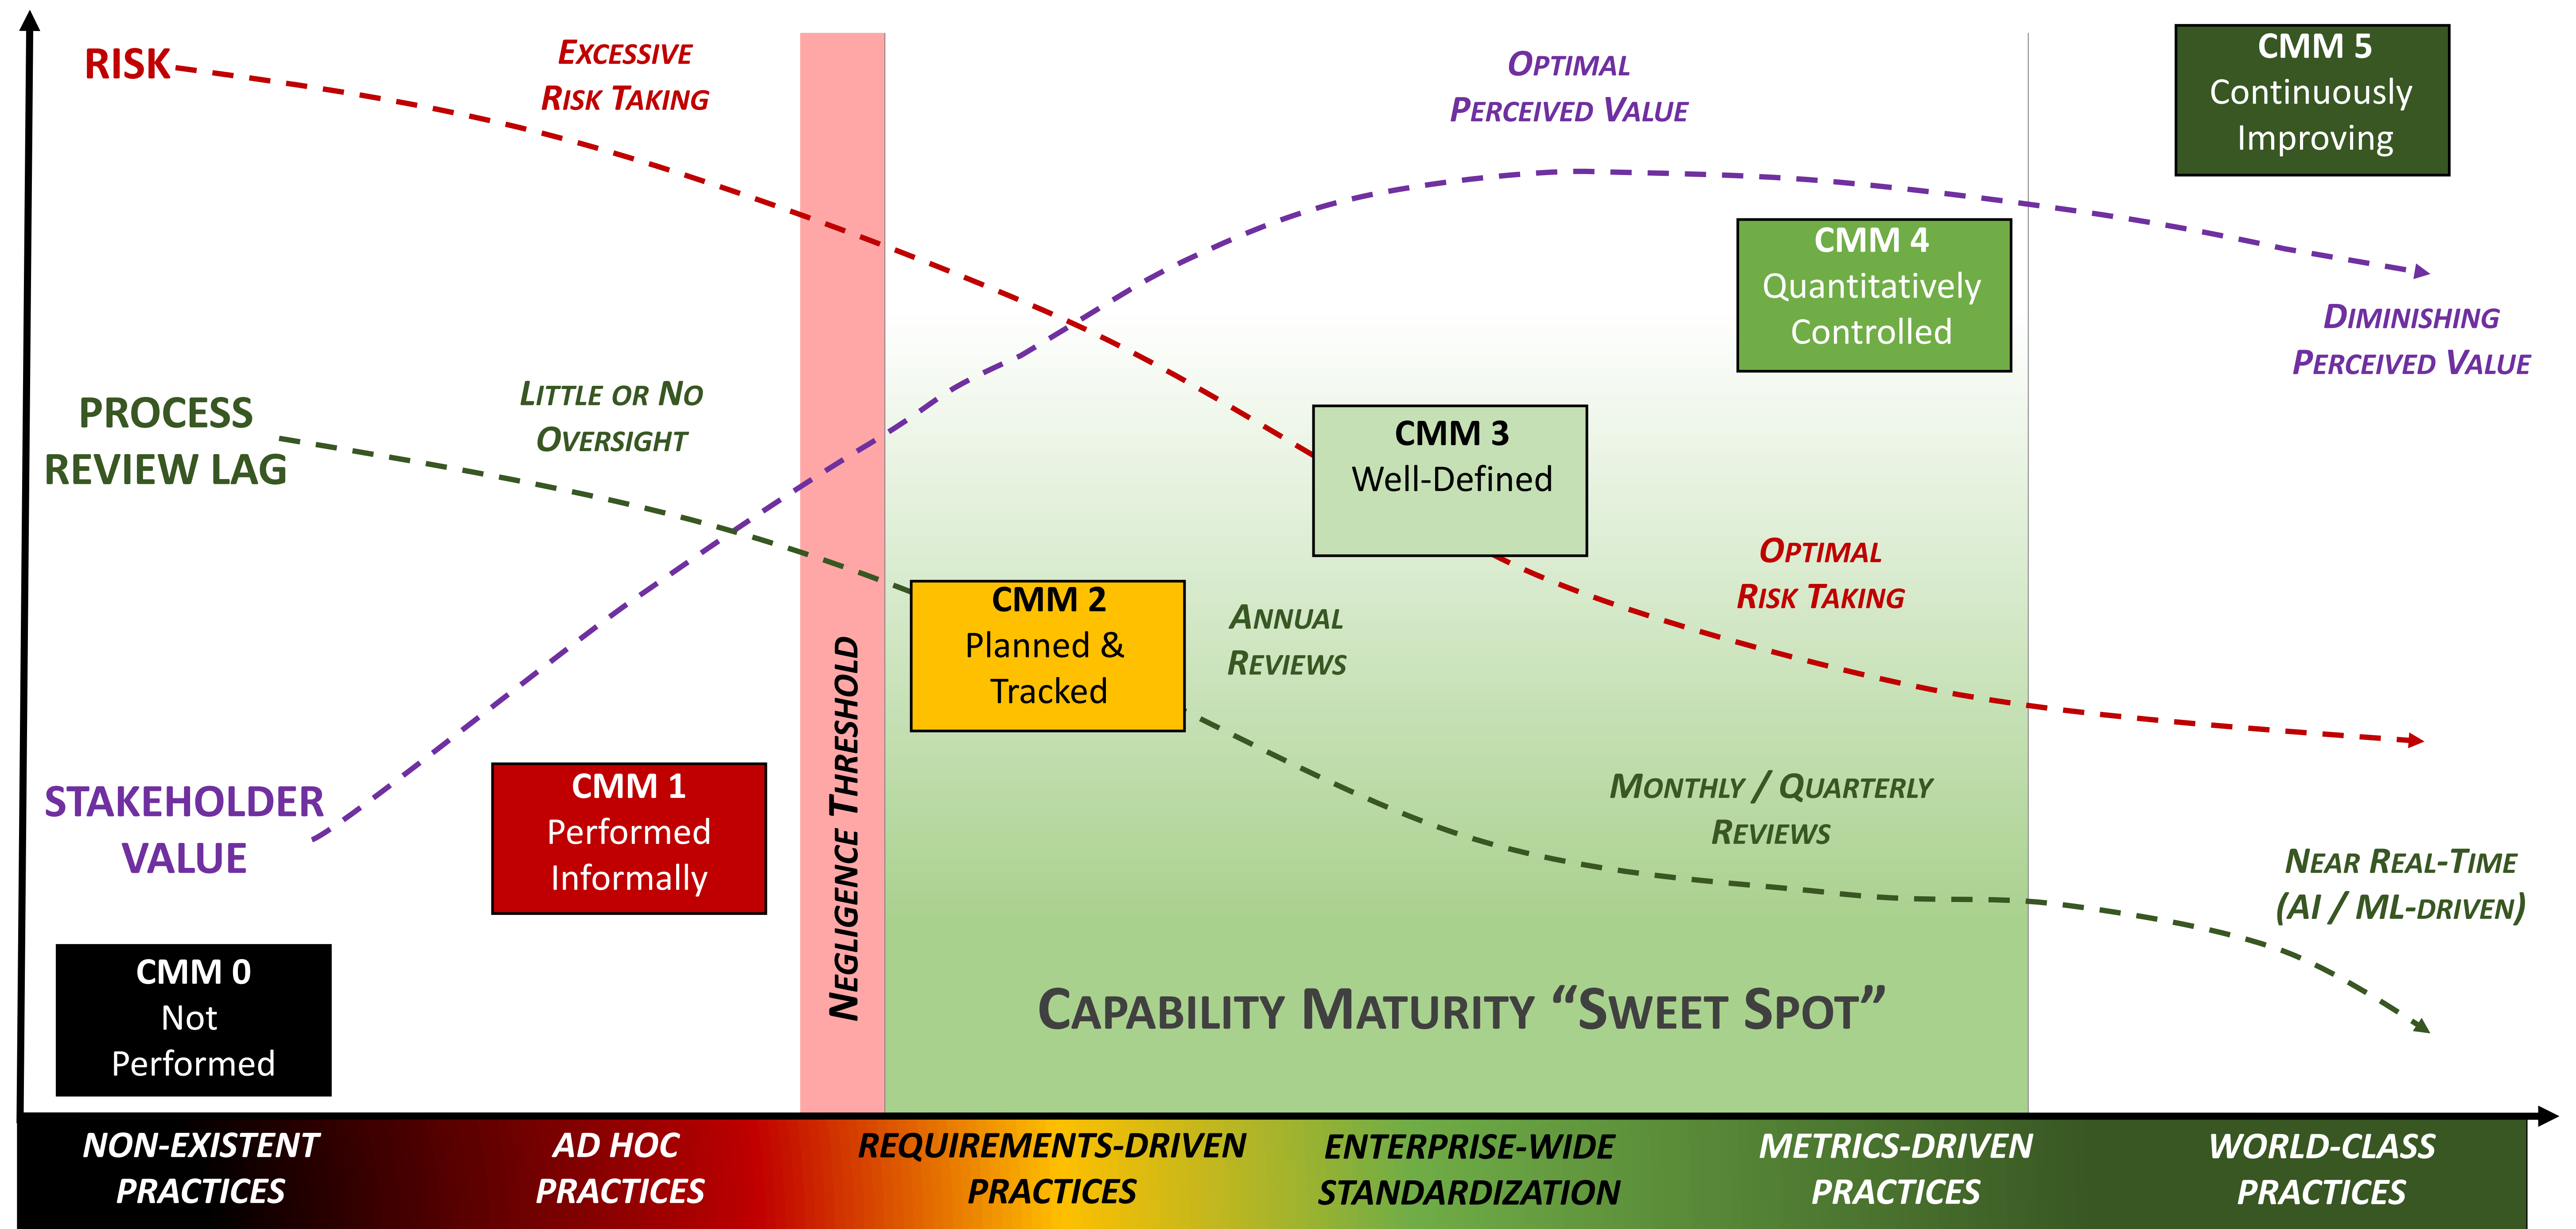 RISK
EXCESSIVE
RISK TAKING
OPTIMAL
PERCEIVED VALUE
CMM 5
Continuously
Improving
CMM 4
Quantitatively
Controlled
DIMINISHING
PERCEIVED VALUE
PROCESS
REVIEW LAG
LITTLE OR NO
OVERSIGHT
CMM 3
Well-Defined
OPTIMAL
RISK TAKING
CMM 2
Planned &
Tracked
ANNUAL
REVIEWS
NEGLIGENCE THRESHOLD
STAKEHOLDER
VALUE
CMM 1
Performed
Informally
MONTHLY / QUARTERLY
REVIEWS
NEAR REAL-TIME
(AI / ML-DRIVEN)
CMM 0
Not
Performed
CAPABILITY MATURITY “SWEET SPOT”
NON-EXISTENT
PRACTICES
AD HOC
PRACTICES
REQUIREMENTS-DRIVEN
PRACTICES
ENTERPRISE-WIDE
STANDARDIZATION
METRICS-DRIVEN
PRACTICES
WORLD-CLASS
PRACTICES